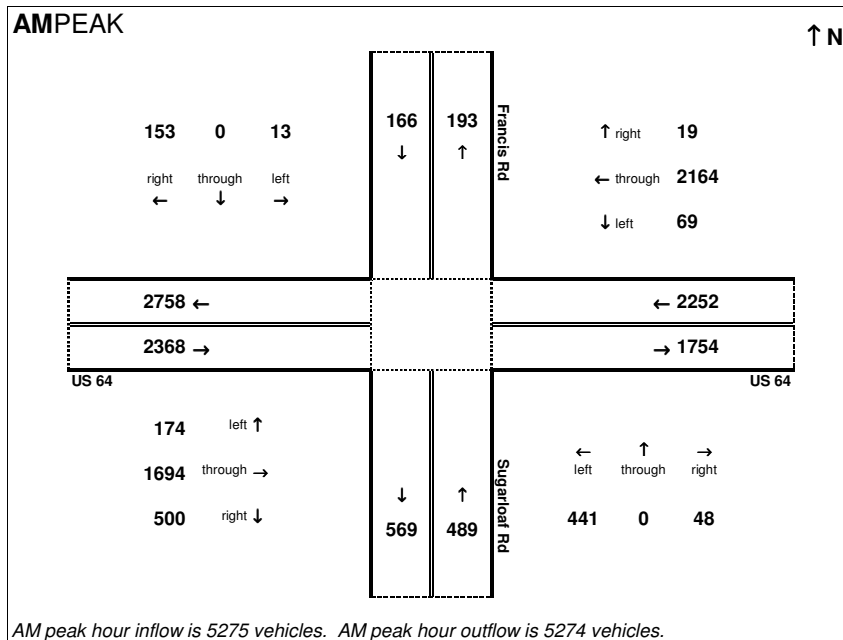 AMPEAK
↑ N
153 0 13
right through left
← ↓ →
166 193
↓ ↑
Francis Rd
↑ right 19
← through 2164
↓ left 69
2758 ←
2368 →
← 2252
→ 1754
US 64
US 64
174 left ↑
1694 through →
500 right ↓
↓ ↑
569 489
Sugarloaf Rd
← ↑ →
left through right
441 0 48
AM peak hour inflow is 5275 vehicles. AM peak hour outflow is 5274 vehicles.